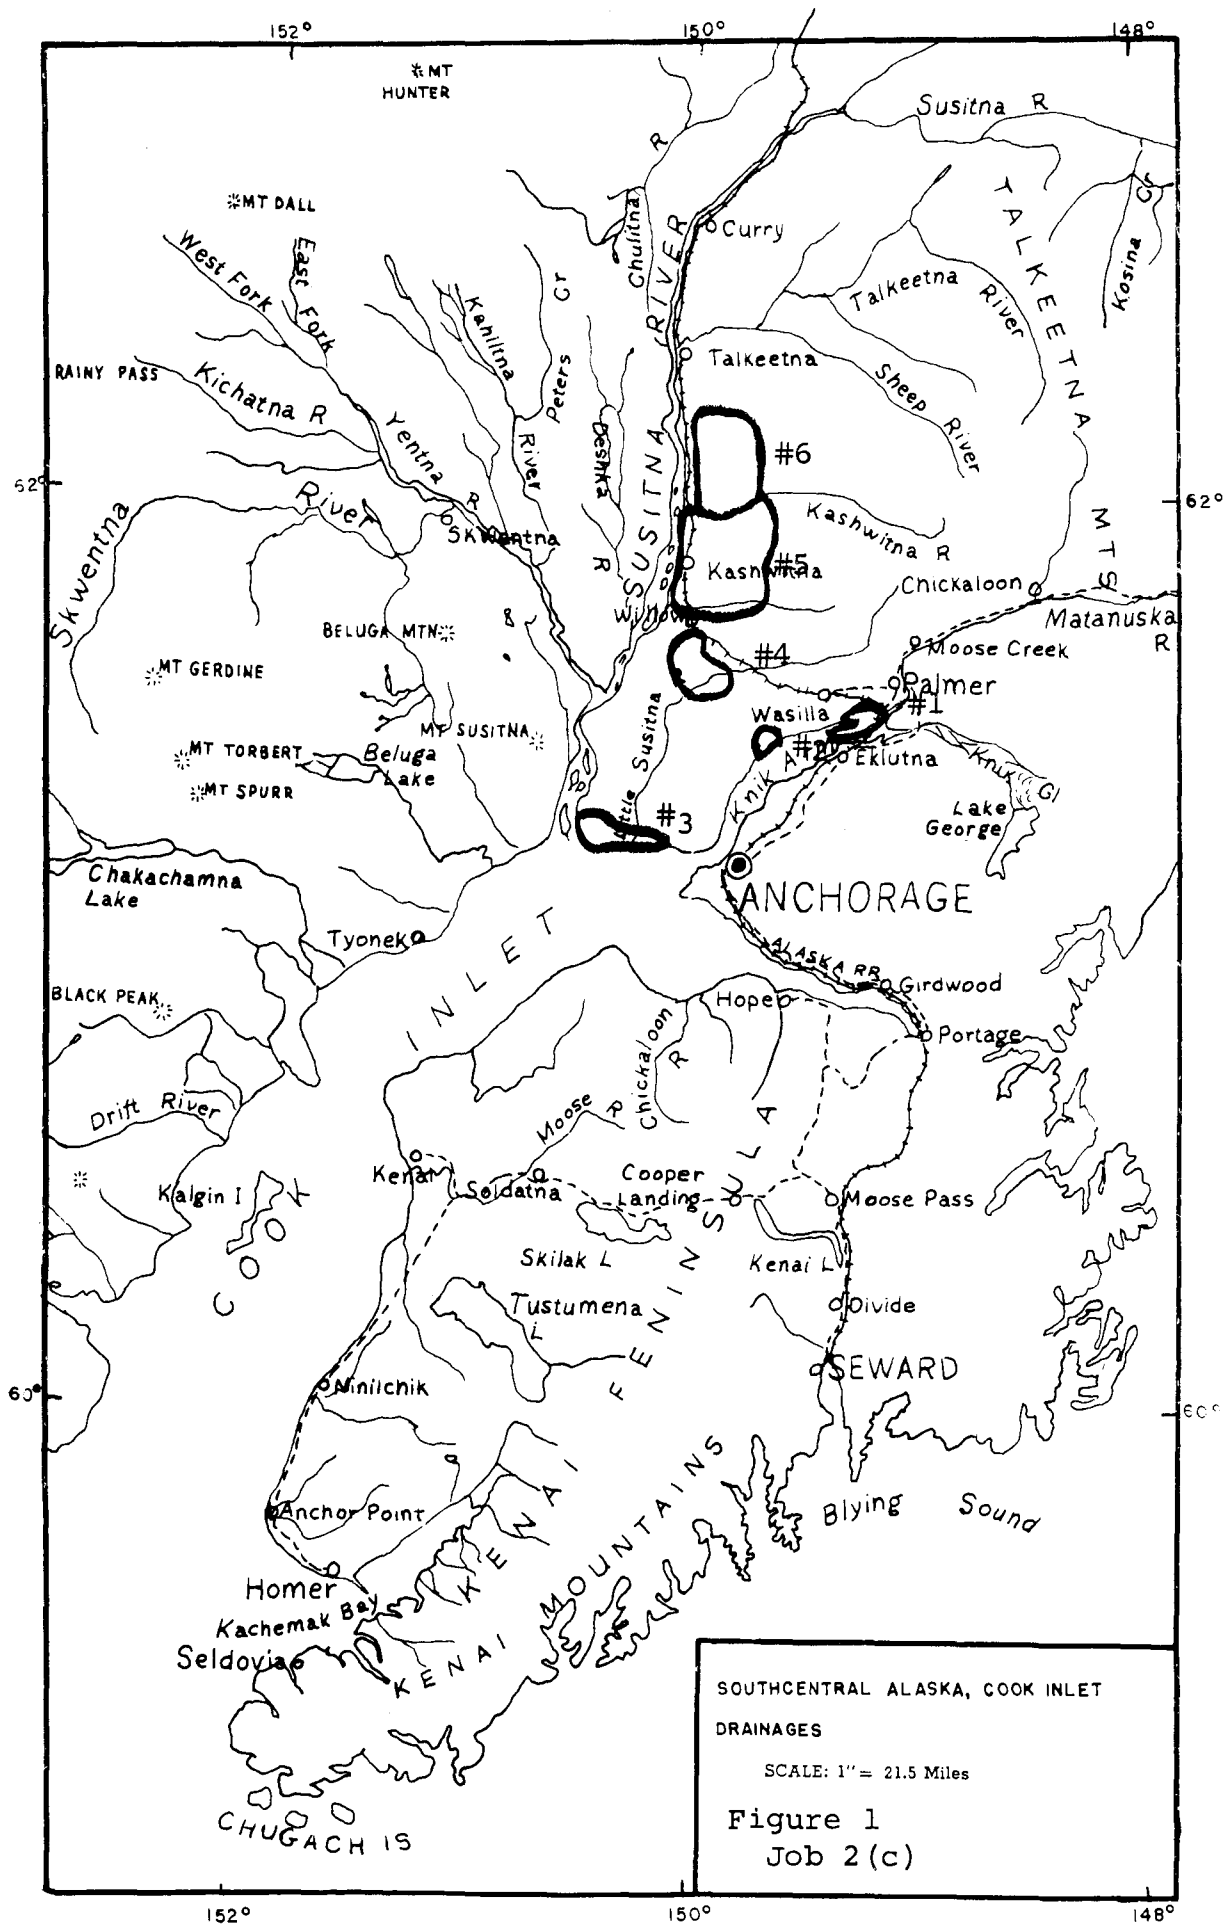 152°
150°
148°
MT
HUNTER
Susitna R
MT DALL
West Fork
East Fork
Chulitna R
SUSITNA RIVER
Curry
TALKEETNA MTS
Kosina Cr
Kahiltna River
Peters Cr
Talkeetna River
RAINY PASS
Kichatna R
Yentna R
Deshka R
Talkeetna
Sheep River
#6
62°
62°
Skwentna River
Skwentna
Kashwitna R
Kashwitna
#5
Chickaloon
Willow
Matanuska
R
BELUGA MTN
Moose Creek
#4
MT GERDINE
Palmer
#1
Little Susitna
Wasilla
MT SUSITNA
#2
Eklutna
MT TORBERT
Beluga
Lake
Knik A
Knik Gl
MT SPURR
Lake
George
#3
Chakachamna
Lake
ANCHORAGE
Tyonek
COOK INLET
ALASKA RR
Girdwood
BLACK PEAK
Hope
Portage
Chickaloon R
Drift River
Moose R
Kenai
Soldatna
Cooper
Landing
Kalgin I
Moose Pass
Skilak L
Kenai L
Tustumena
L
Divide
KENAI PENINSULA
60°
60°
Ninilchik
SEWARD
Anchor Point
Blying Sound
Homer
Kachemak Bay
Seldovia
KENAI MOUNTAINS
CHUGACH IS
SOUTHCENTRAL ALASKA, COOK INLET
DRAINAGES
SCALE: 1" = 21.5 Miles
Figure 1
Job 2(c)
152°
150°
148°